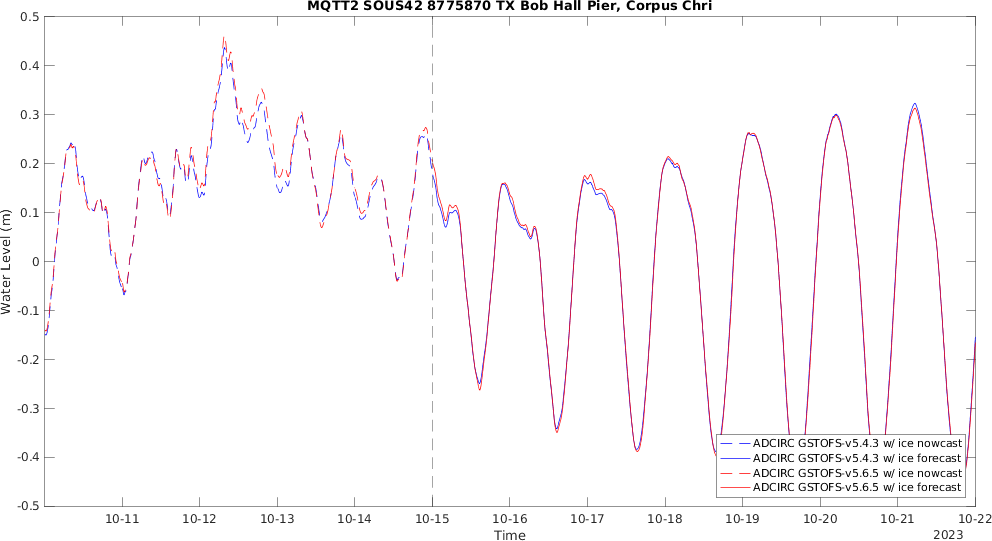 MQTT2 SOUS42 8775870 TX Bob Hall Pier, Corpus Chri
0.5
0.4
0.3
0.2
0.1
0
-0.1
-0.2
-0.3
-0.4
-0.5
Water Level (m)
ADCIRC GSTOFS-v5.4.3 w/ ice nowcast
ADCIRC GSTOFS-v5.4.3 w/ ice forecast
ADCIRC GSTOFS-v5.6.5 w/ ice nowcast
ADCIRC GSTOFS-v5.6.5 w/ ice forecast
10-11 10-12 10-13 10-14 10-15 10-16 10-17 10-18 10-19 10-20 10-21 10-22
Time
2023